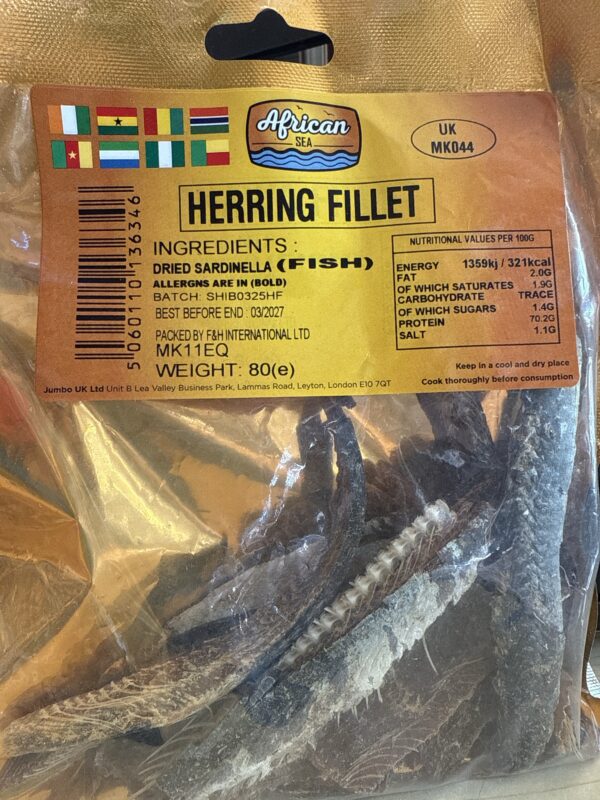 African
SEA
UK
MK044
HERRING FILLET
5 060110 136346
INGREDIENTS :
DRIED SARDINELLA (FISH)
ALLERGNS ARE IN (BOLD)
BATCH: SHIB0325HF
BEST BEFORE END : 03/2027
PACKED BY F&H INTERNATIONAL LTD
MK11EQ
WEIGHT: 80(e)
NUTRITIONAL VALUES PER 100G
ENERGY 1359kj / 321kcal
FAT 2.0G
OF WHICH SATURATES 1.9G
CARBOHYDRATE TRACE
OF WHICH SUGARS 1.4G
PROTEIN 70.2G
SALT 1.1G
Keep in a cool and dry place
Cook thoroughly before consumption
Jumbo UK Ltd Unit B Lea Valley Business Park, Lammas Road, Leyton, London E10 7QT